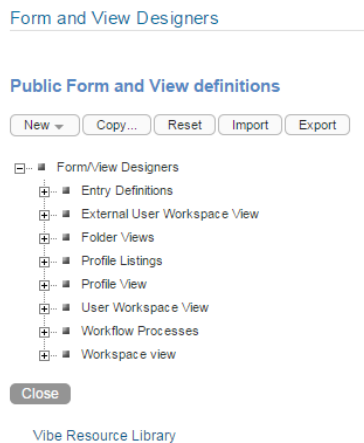 Form and View Designers
Public Form and View definitions
New Copy... Reset Import Export
Form/View Designers
Entry Definitions
External User Workspace View
Folder Views
Profile Listings
Profile View
User Workspace View
Workflow Processes
Workspace view
Close
Vibe Resource Library